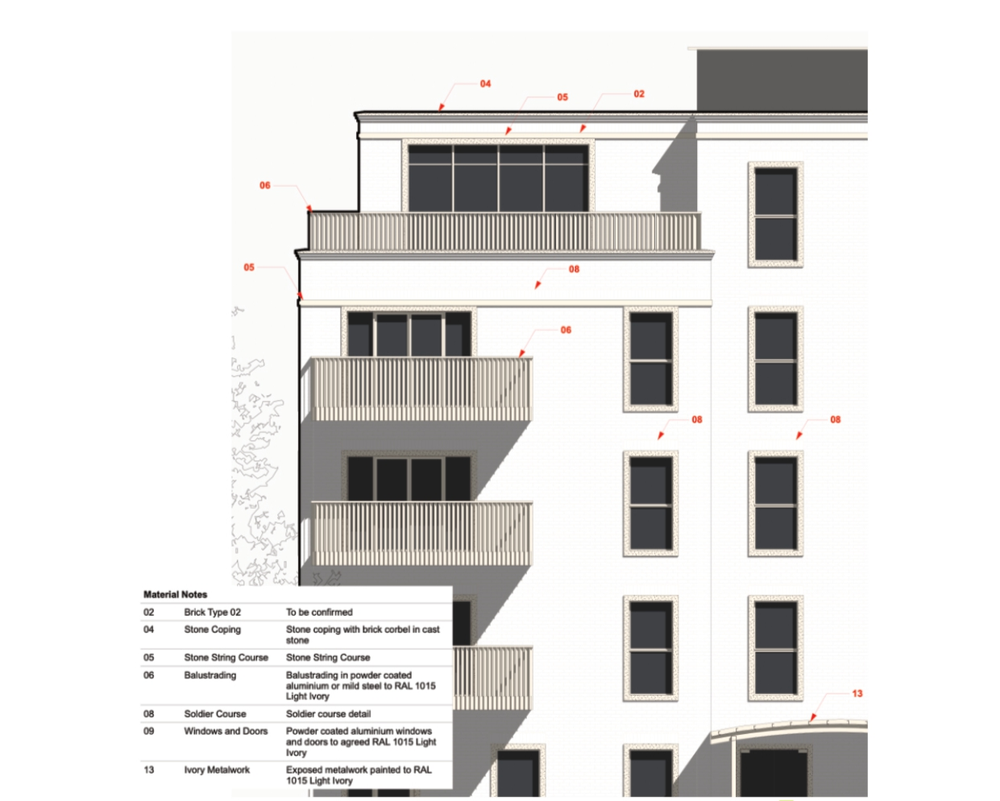 04
05
02
06
05
08
06
08
08
13
Material Notes
02 Brick Type 02 To be confirmed
04 Stone Coping Stone coping with brick corbel in cast
stone
05 Stone String Course Stone String Course
06 Balustrading Balustrading in powder coated
aluminium or mild steel to RAL 1015
Light Ivory
08 Soldier Course Soldier course detail
09 Windows and Doors Powder coated aluminium windows
and doors to agreed RAL 1015 Light
Ivory
13 Ivory Metalwork Exposed metalwork painted to RAL
1015 Light Ivory